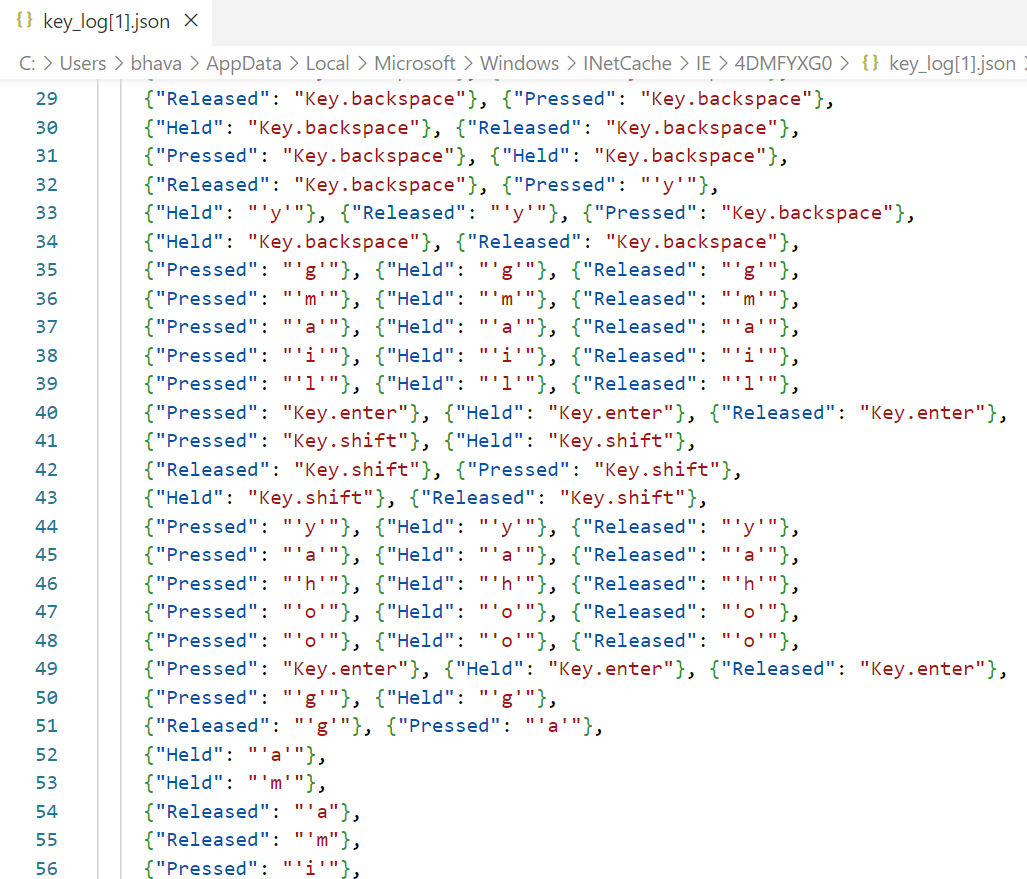 {} key_log[1].json ×
C: > Users > bhava > AppData > Local > Microsoft > Windows > INetCache > IE > 4DMFYXG0 > {} key_log[1].json >
29 {"Released": "Key.backspace"}, {"Pressed": "Key.backspace"},
30 {"Held": "Key.backspace"}, {"Released": "Key.backspace"},
31 {"Pressed": "Key.backspace"}, {"Held": "Key.backspace"},
32 {"Released": "Key.backspace"}, {"Pressed": "'y'"},
33 {"Held": "'y'"}, {"Released": "'y'"}, {"Pressed": "Key.backspace"},
34 {"Held": "Key.backspace"}, {"Released": "Key.backspace"},
35 {"Pressed": "'g'"}, {"Held": "'g'"}, {"Released": "'g'"},
36 {"Pressed": "'m'"}, {"Held": "'m'"}, {"Released": "'m'"},
37 {"Pressed": "'a'"}, {"Held": "'a'"}, {"Released": "'a'"},
38 {"Pressed": "'i'"}, {"Held": "'i'"}, {"Released": "'i'"},
39 {"Pressed": "'l'"}, {"Held": "'l'"}, {"Released": "'l'"},
40 {"Pressed": "Key.enter"}, {"Held": "Key.enter"}, {"Released": "Key.enter"},
41 {"Pressed": "Key.shift"}, {"Held": "Key.shift"},
42 {"Released": "Key.shift"}, {"Pressed": "Key.shift"},
43 {"Held": "Key.shift"}, {"Released": "Key.shift"},
44 {"Pressed": "'y'"}, {"Held": "'y'"}, {"Released": "'y'"},
45 {"Pressed": "'a'"}, {"Held": "'a'"}, {"Released": "'a'"},
46 {"Pressed": "'h'"}, {"Held": "'h'"}, {"Released": "'h'"},
47 {"Pressed": "'o'"}, {"Held": "'o'"}, {"Released": "'o'"},
48 {"Pressed": "'o'"}, {"Held": "'o'"}, {"Released": "'o'"},
49 {"Pressed": "Key.enter"}, {"Held": "Key.enter"}, {"Released": "Key.enter"},
50 {"Pressed": "'g'"}, {"Held": "'g'"},
51 {"Released": "'g'"}, {"Pressed": "'a'"},
52 {"Held": "'a'"},
53 {"Held": "'m'"},
54 {"Released": "'a"},
55 {"Released": "'m"},
56 {"Pressed": "'i'"},